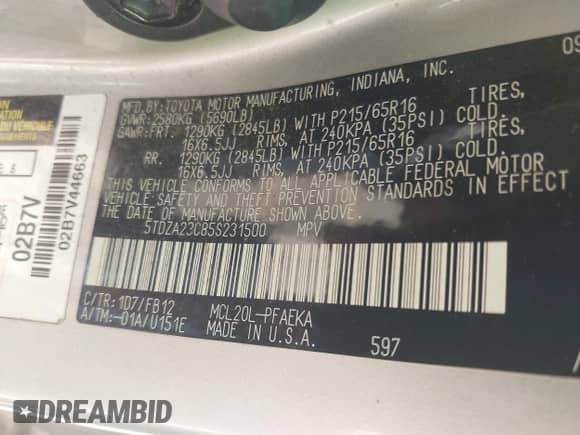 09
MFD. BY: TOYOTA MOTOR MANUFACTURING, INDIANA, INC.
GVWR: 2580KG (5690LB)
GAWR: FRT. 1290KG (2845LB) WITH P215/65R16 TIRES,
16X6.5JJ RIMS, AT 240KPA (35PSI) COLD.
RR. 1290KG (2845LB) WITH P215/65R16 TIRES,
16X6.5JJ RIMS, AT 240KPA (35PSI) COLD.
THIS VEHICLE CONFORMS TO ALL APPLICABLE FEDERAL MOTOR
VEHICLE SAFETY AND THEFT PREVENTION STANDARDS IN EFFECT
ON THE DATE OF MANUFACTURE SHOWN ABOVE.
5TDZA23C85S231500 MPV
C/TR: 1D7/FB12 MCL20L-PFAEKA
A/TM: -01A/U151E MADE IN U.S.A.
597
02B7V
02B7V44663
DREAMBID